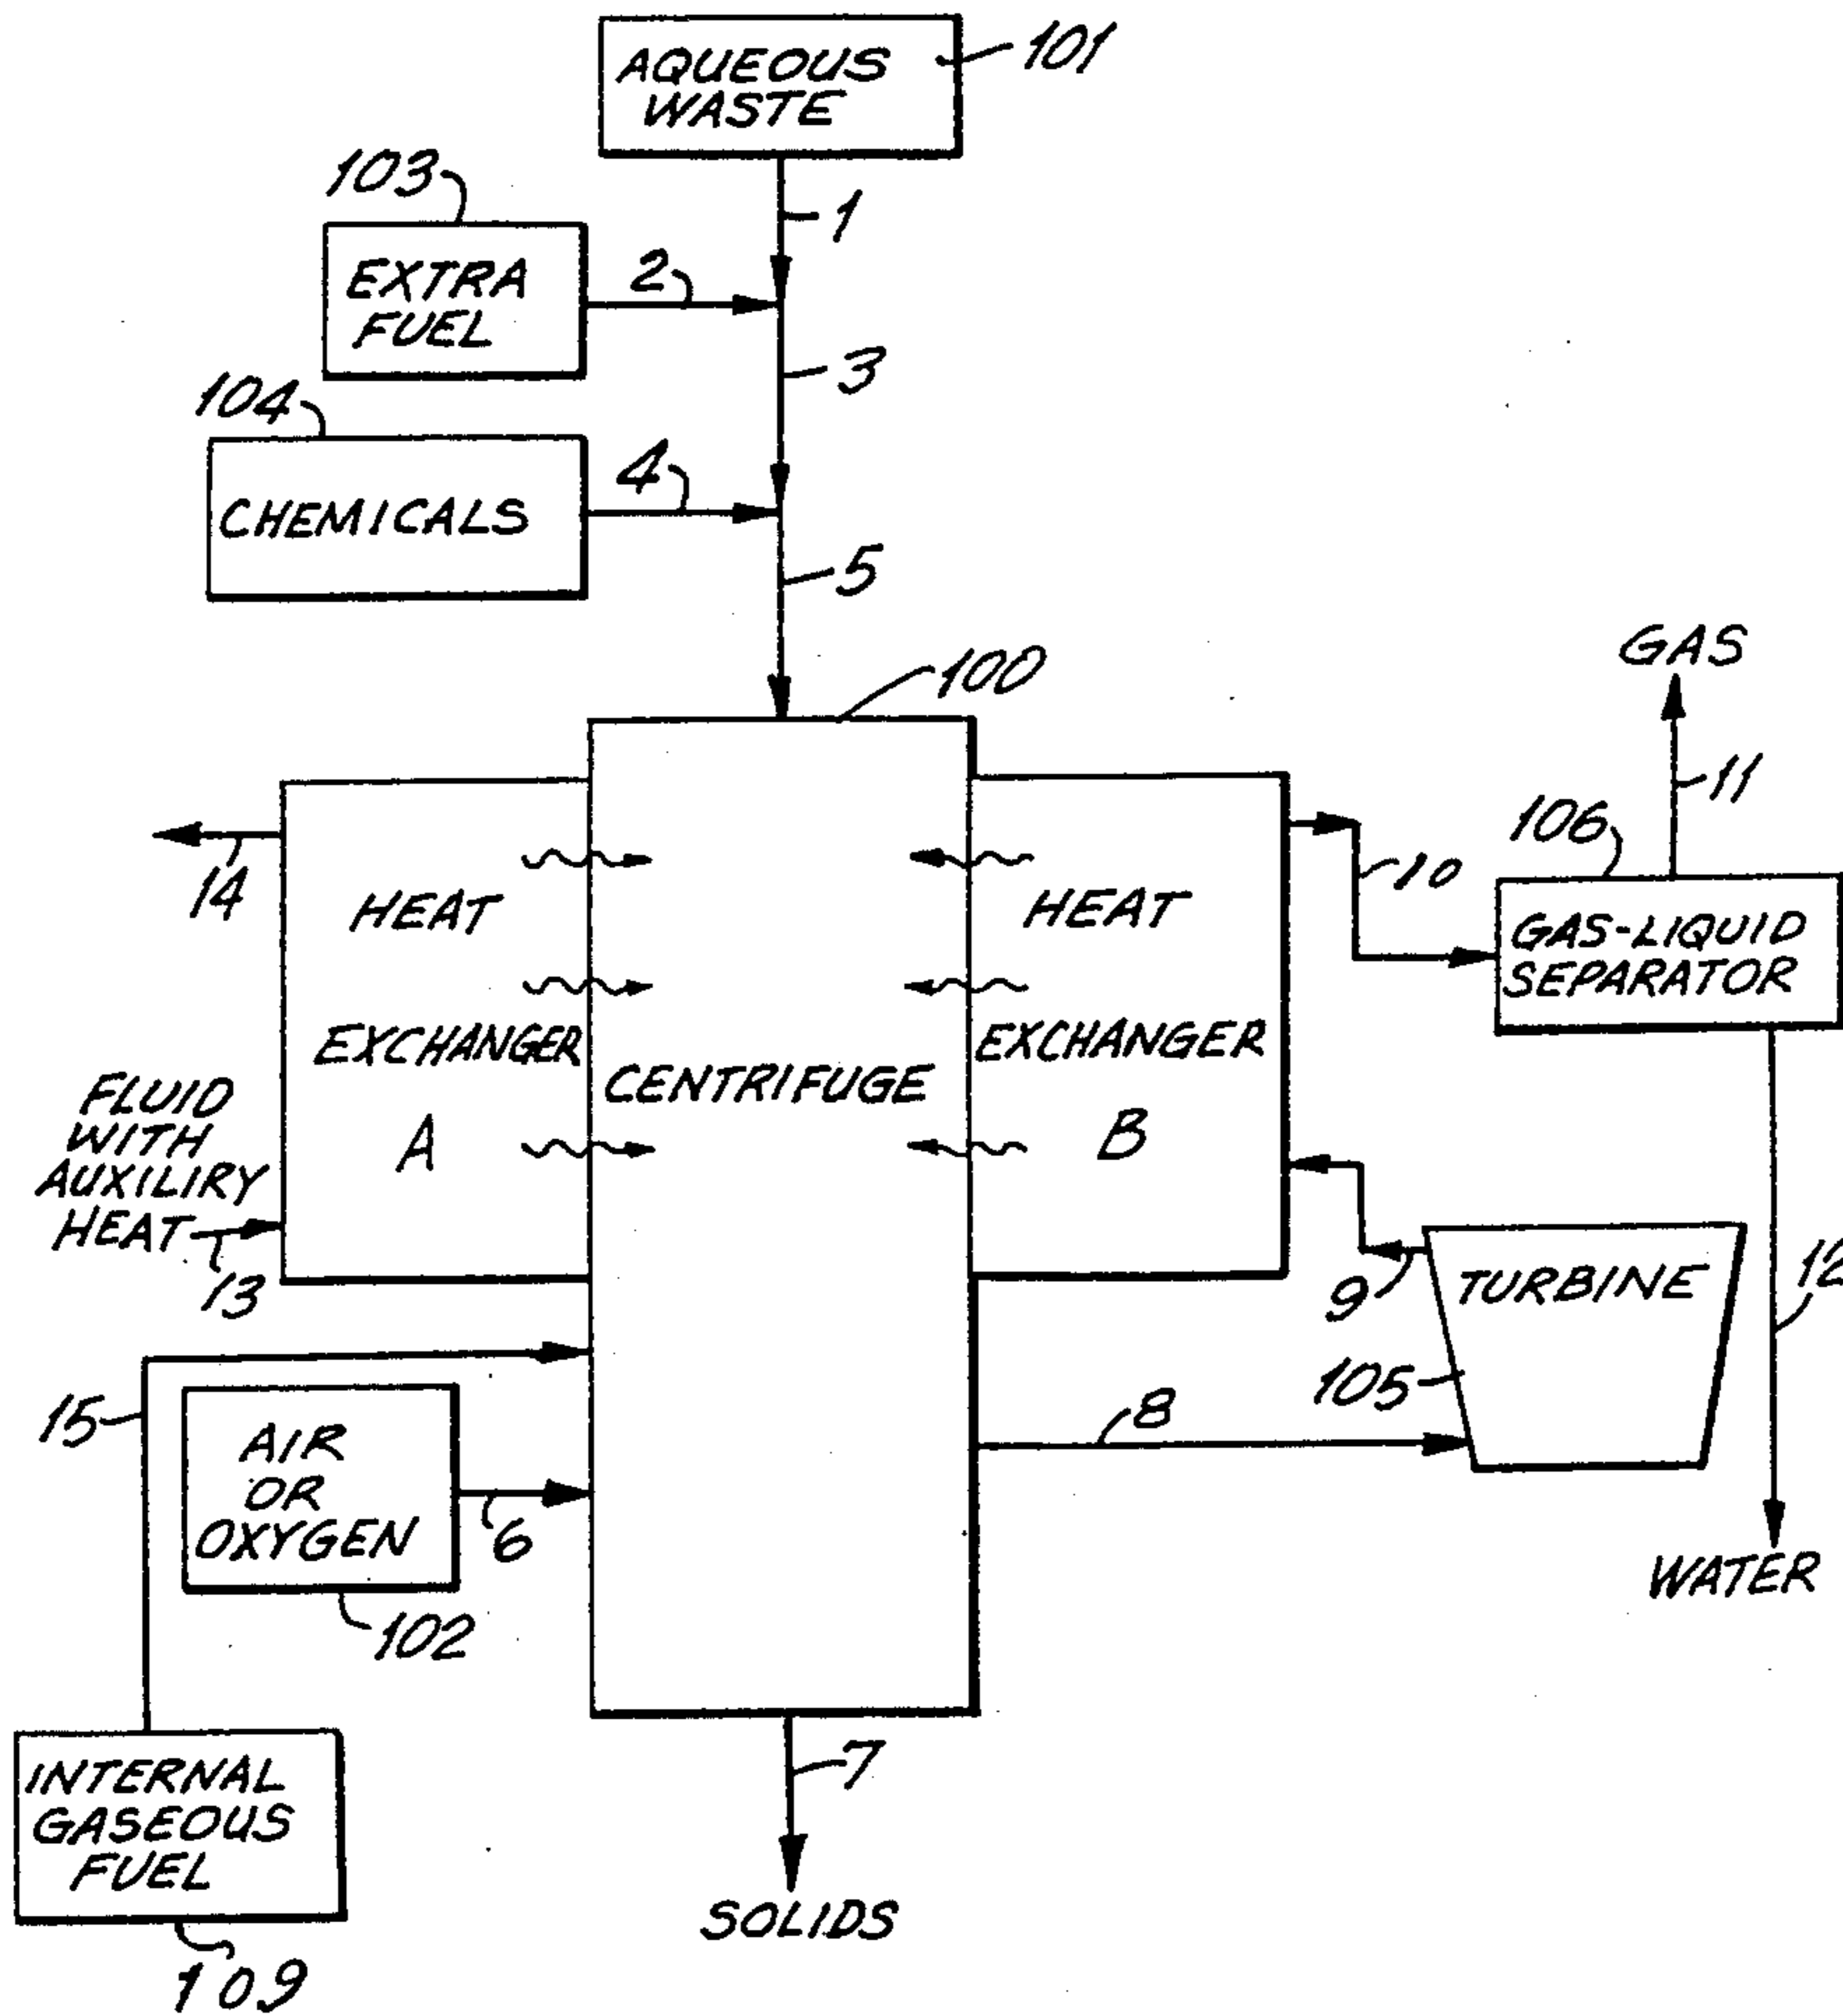 AQUEOUS
WASTE
101
103
1
EXTRA
FUEL
2
3
104
CHEMICALS
4
5
100
GAS
11
106
14
10
HEAT
EXCHANGER
A
CENTRIFUGE
HEAT
EXCHANGER
B
GAS-LIQUID
SEPARATOR
FLUID
WITH
AUXILIRY
HEAT
13
9
TURBINE
12
105
8
15
AIR
OR
OXYGEN
6
102
WATER
7
INTERNAL
GASEOUS
FUEL
SOLIDS
109